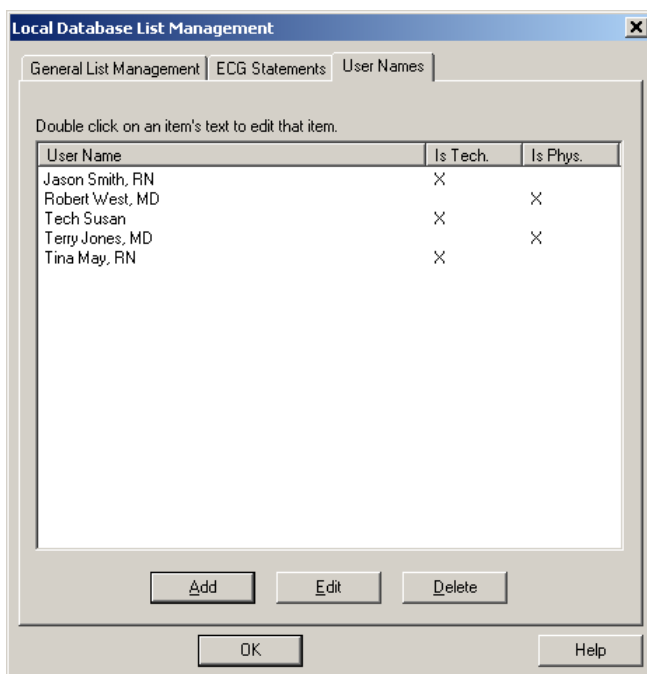 Local Database List Management
General List Management ECG Statements User Names
Double click on an item's text to edit that item.
User Name Is Tech. Is Phys.
Jason Smith, RN X
Robert West, MD X
Tech Susan X
Terry Jones, MD X
Tina May, RN X
Add Edit Delete
OK Help